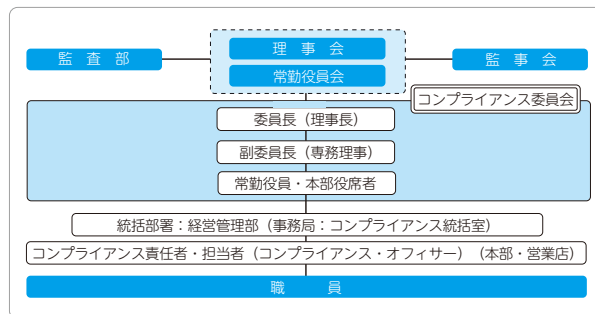 理事会
監査部
監事会
常勤役員会
コンプライアンス委員会
委員長（理事長）
副委員長（専務理事）
常勤役員・本部役席者
統括部署：経営管理部（事務局：コンプライアンス統括室）
コンプライアンス責任者・担当者（コンプライアンス・オフィサー）（本部・営業店）
職員